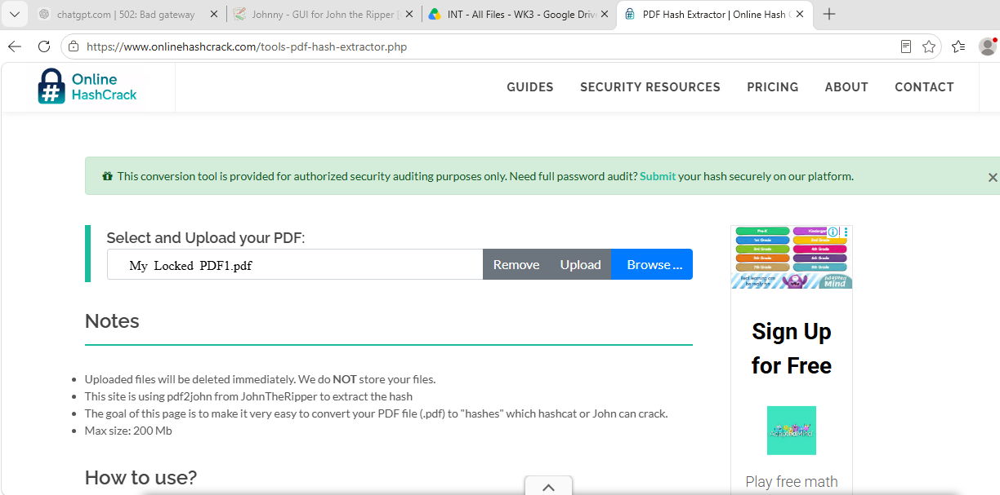 chatgpt.com | 502: Bad gateway
Johnny - GUI for John the Ripper [
INT - All Files - WK3 - Google Driv
PDF Hash Extractor | Online Hash C
https://www.onlinehashcrack.com/tools-pdf-hash-extractor.php
Online
HashCrack
GUIDES SECURITY RESOURCES PRICING ABOUT CONTACT
This conversion tool is provided for authorized security auditing purposes only. Need full password audit? Submit your hash securely on our platform.
Select and Upload your PDF:
My Locked PDF1.pdf
Remove Upload Browse ...
Pre-K Kindergar
1st Grade 2nd Grade
3rd Grade 4th Grade
5th Grade 6th Grade
7th Grade 8th Grade
Real learning can
be really fun
Adapted
Mind
Notes
Sign Up
for Free
Uploaded files will be deleted immediately. We do NOT store your files.
This site is using pdf2john from JohnTheRipper to extract the hash
The goal of this page is to make it very easy to convert your PDF file (.pdf) to "hashes" which hashcat or John can crack.
Max size: 200 Mb
AdaptedMind
How to use?
Play free math